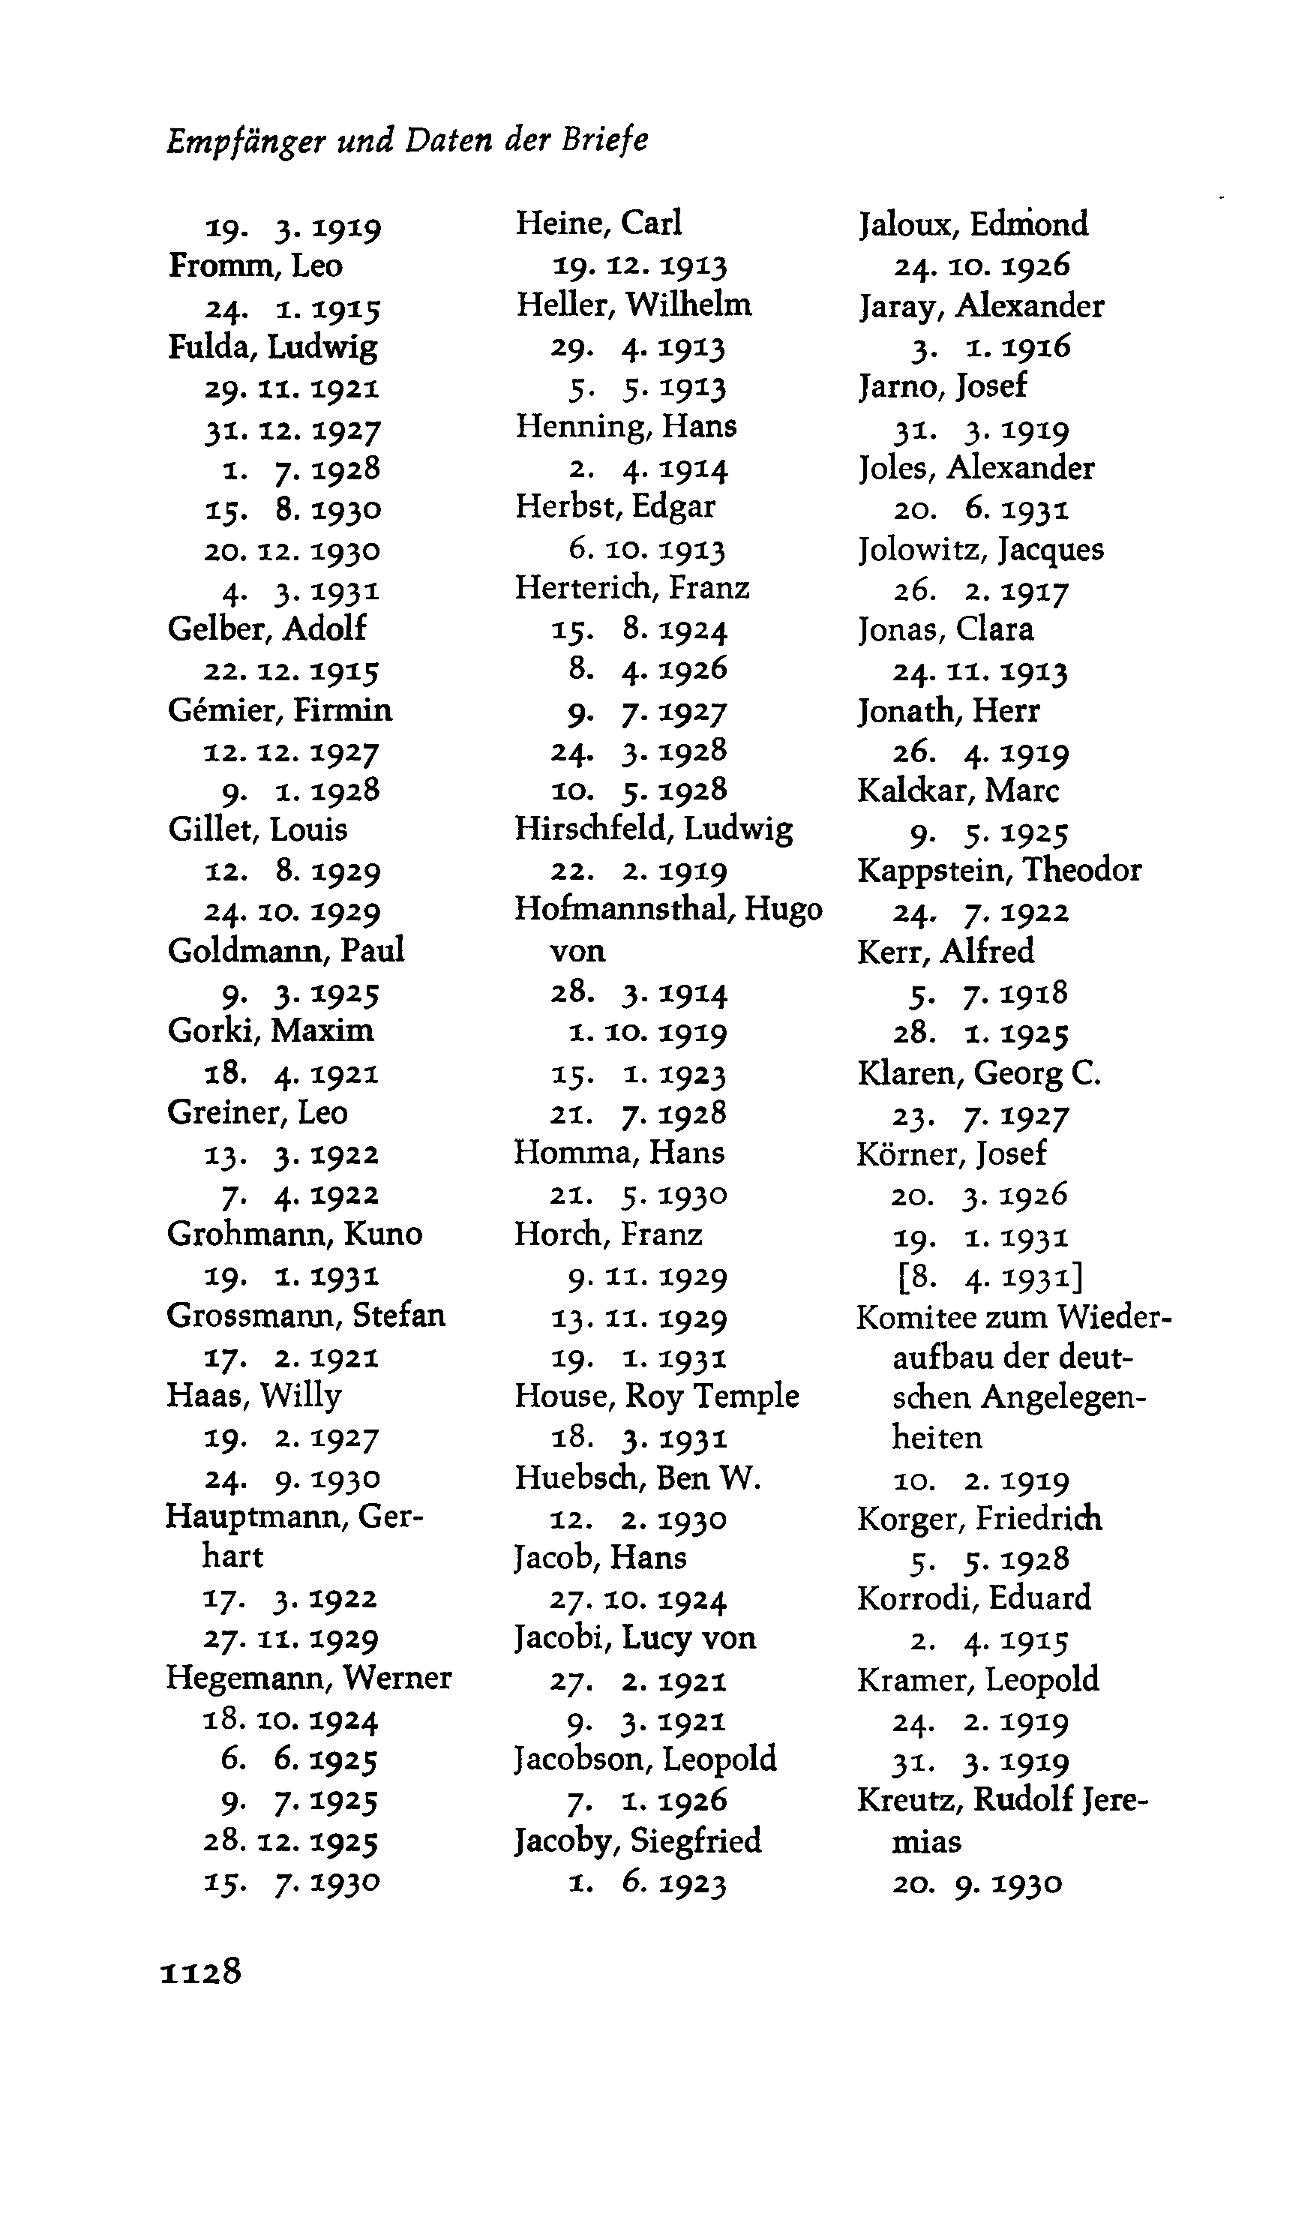 Empfänger und Daten der Briefe
19. 3. 1919
Fromm, Leo
24. 1. 1915
Fulda, Ludwig
29. 11. 1921
31. 12. 1927
1. 7. 1928
15. 8. 1930
20. 12. 1930
4. 3. 1931
Gelber, Adolf
22. 12. 1915
Gémier, Firmin
12. 12. 1927
9. 1. 1928
Gillet, Louis
12. 8. 1929
24. 10. 1929
Goldmann, Paul
9. 3. 1925
Gorki, Maxim
18. 4. 1921
Greiner, Leo
13. 3. 1922
7. 4. 1922
Grohmann, Kuno
19. 1. 1931
Grossmann, Stefan
17. 2. 1921
Haas, Willy
19. 2. 1927
24. 9. 1930
Hauptmann, Ger-
hart
17. 3. 1922
27. 11. 1929
Hegemann, Werner
18. 10. 1924
6. 6. 1925
9. 7. 1925
28. 12. 1925
15. 7. 1930
Heine, Carl
19. 12. 1913
Heller, Wilhelm
29. 4. 1913
5. 5. 1913
Henning, Hans
2. 4. 1914
Herbst, Edgar
6. 10. 1913
Herterich, Franz
15. 8. 1924
8. 4. 1926
9. 7. 1927
24. 3. 1928
10. 5. 1928
Hirschfeld, Ludwig
22. 2. 1919
Hofmannsthal, Hugo
von
28. 3. 1914
1. 10. 1919
15. 1. 1923
21. 7. 1928
Homma, Hans
21. 5. 1930
Horch, Franz
9. 11. 1929
13. 11. 1929
19. 1. 1931
House, Roy Temple
18. 3. 1931
Huebsch, Ben W.
12. 2. 1930
Jacob, Hans
27. 10. 1924
Jacobi, Lucy von
27. 2. 1921
9. 3. 1921
Jacobson, Leopold
7. 1. 1926
Jacoby, Siegfried
1. 6. 1923
Jaloux, Edmond
24. 10. 1926
Jaray, Alexander
3. 1. 1916
Jarno, Josef
31. 3. 1919
Joles, Alexander
20. 6. 1931
Jolowitz, Jacques
26. 2. 1917
Jonas, Clara
24. 11. 1913
Jonath, Herr
26. 4. 1919
Kalckar, Marc
9. 5. 1925
Kappstein, Theodor
24. 7. 1922
Kerr, Alfred
5. 7. 1918
28. 1. 1925
Klaren, Georg C.
23. 7. 1927
Körner, Josef
20. 3. 1926
19. 1. 1931
[8. 4. 1931]
Komitee zum Wieder-
aufbau der deut-
schen Angelegen-
heiten
10. 2. 1919
Korger, Friedrich
5. 5. 1928
Korrodi, Eduard
2. 4. 1915
Kramer, Leopold
24. 2. 1919
31. 3. 1919
Kreutz, Rudolf Jere-
mias
20. 9. 1930
1128